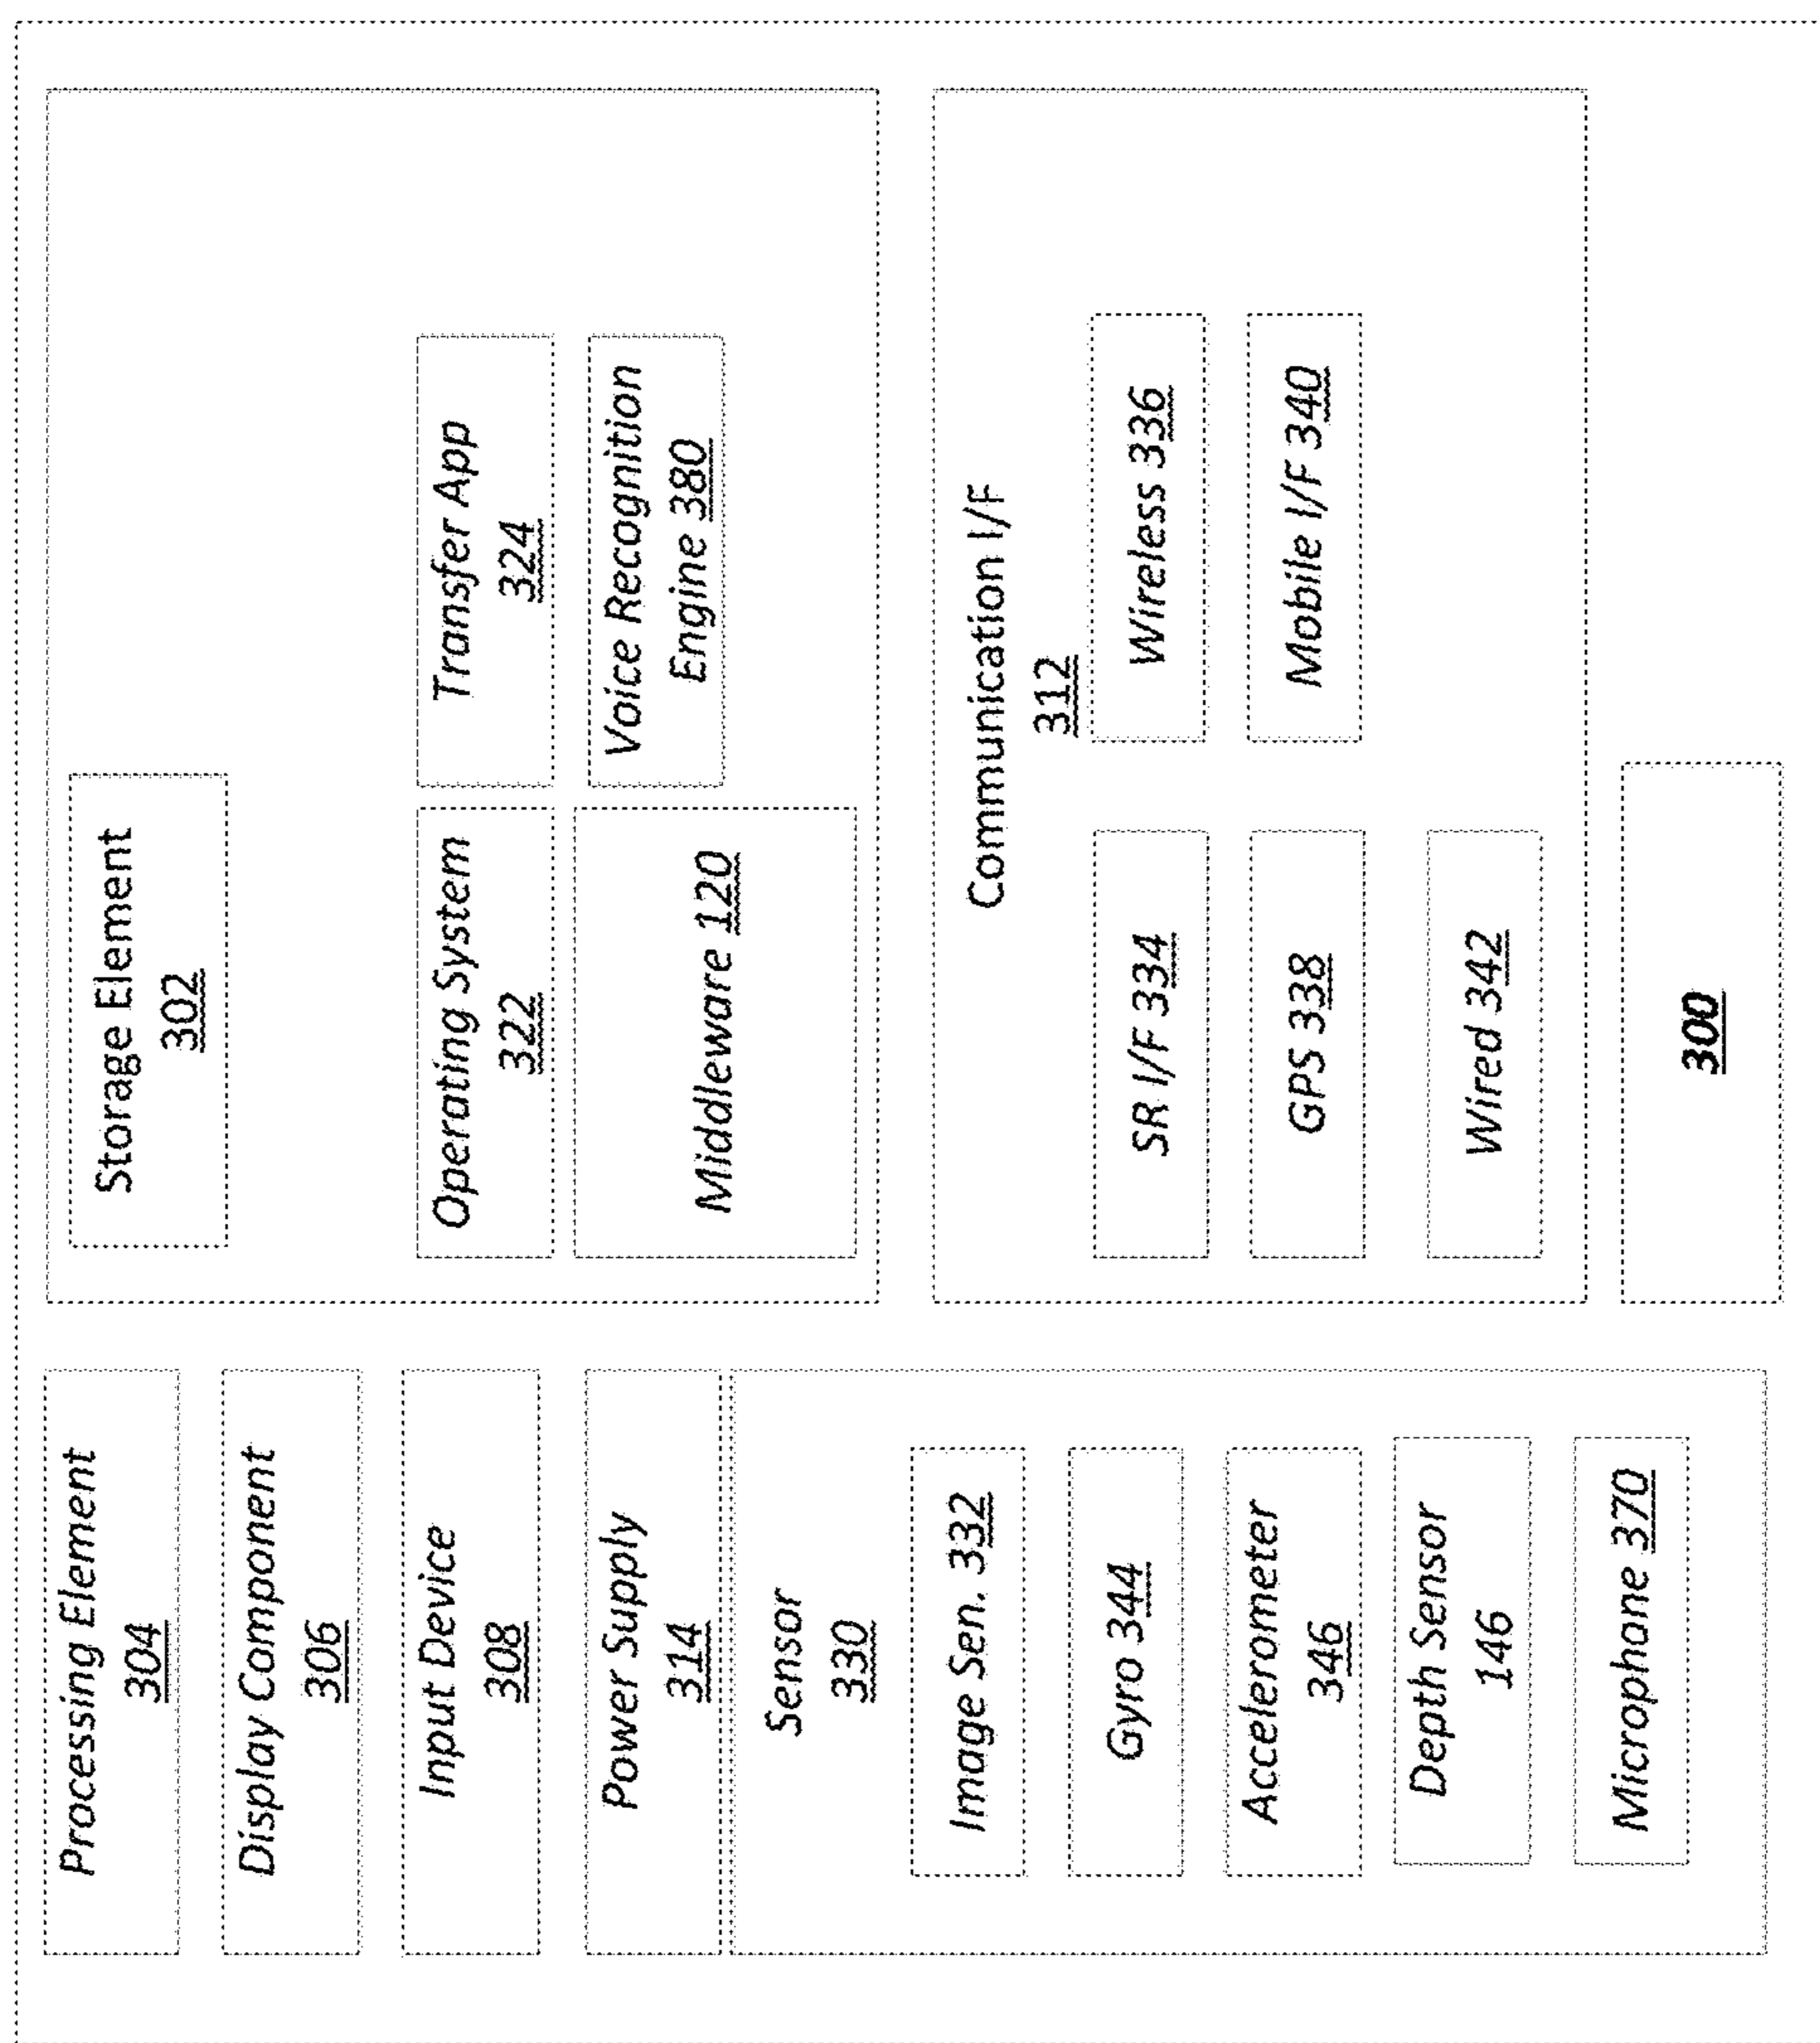 Processing Element
304
Display Component
306
Input Device
308
Power Supply
314
Sensor
330
Image Sen. 332
Gyro 344
Accelerometer
346
Depth Sensor
146
Microphane 370
Storage Element
302
Operating System
322
Transfer App
324
Middleware 120
Voice Recognition
Engine 380
Communication I/F
312
SR I/F 334
Wireless 336
GPS 338
Mobile I/F 340
Wired 342
300